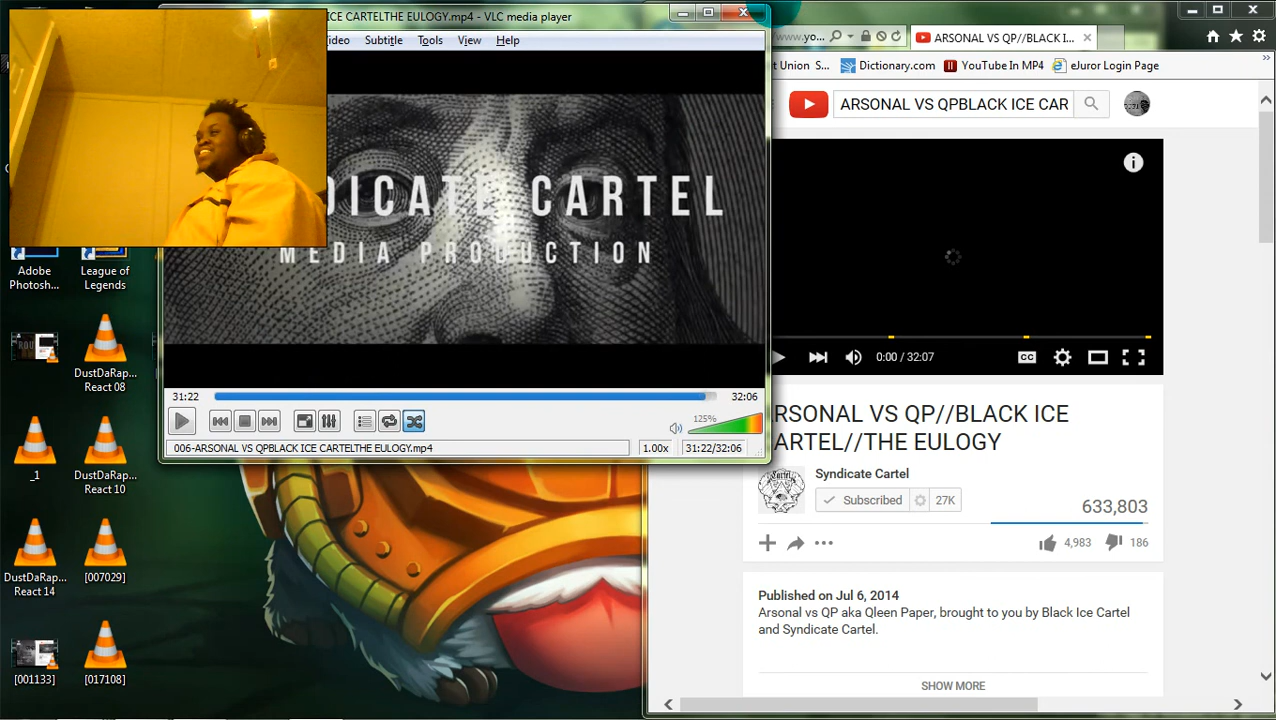 ICE CARTELTHE EULOGY.mp4 - VLC media player
ideo Subtitle Tools View Help
DICATE CARTEL
MEDIA PRODUCTION
31:22 32:06
125%
006-ARSONAL VS QPBLACK ICE CARTELTHE EULOGY.mp4 1.00x 31:22/32:06
www.yo... ARSONAL VS QP//BLACK I...
t Union S... Dictionary.com YouTube In MP4 eJuror Login Page
ARSONAL VS QPBLACK ICE CAR
0:00 / 32:07 CC
RSONAL VS QP//BLACK ICE
ARTEL//THE EULOGY
Syndicate Cartel
Subscribed 27K
633,803
4,983 186
Published on Jul 6, 2014
Arsonal vs QP aka Qleen Paper, brought to you by Black Ice Cartel
and Syndicate Cartel.
SHOW MORE
Adobe
Photosh...
League of
Legends
DustDaRap...
React 08
_1
DustDaRap...
React 10
DustDaRap...
React 14
[007029]
[001133]
[017108]